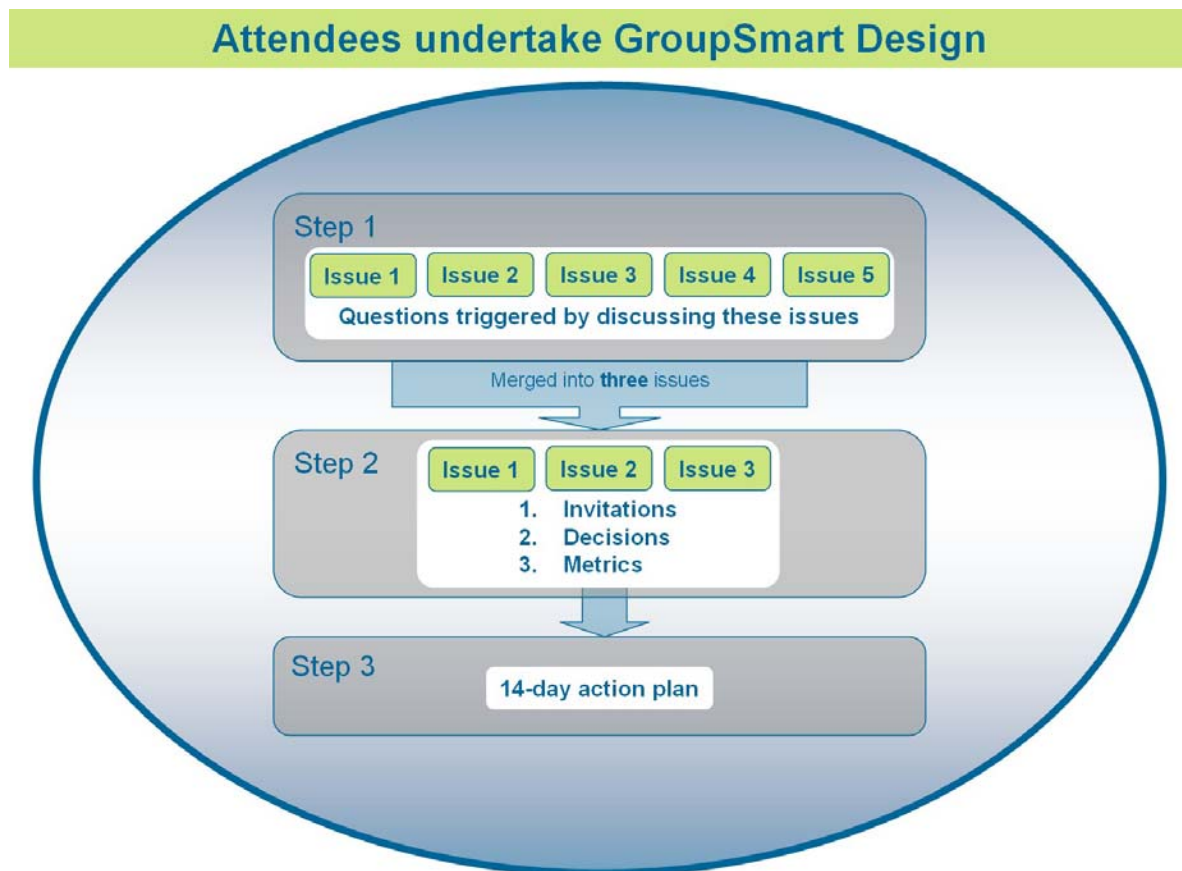 Attendees undertake GroupSmart Design
Step 1
Issue 1 Issue 2 Issue 3 Issue 4 Issue 5
Questions triggered by discussing these issues
Merged into three issues
Step 2
Issue 1 Issue 2 Issue 3
1. Invitations
2. Decisions
3. Metrics
Step 3
14-day action plan